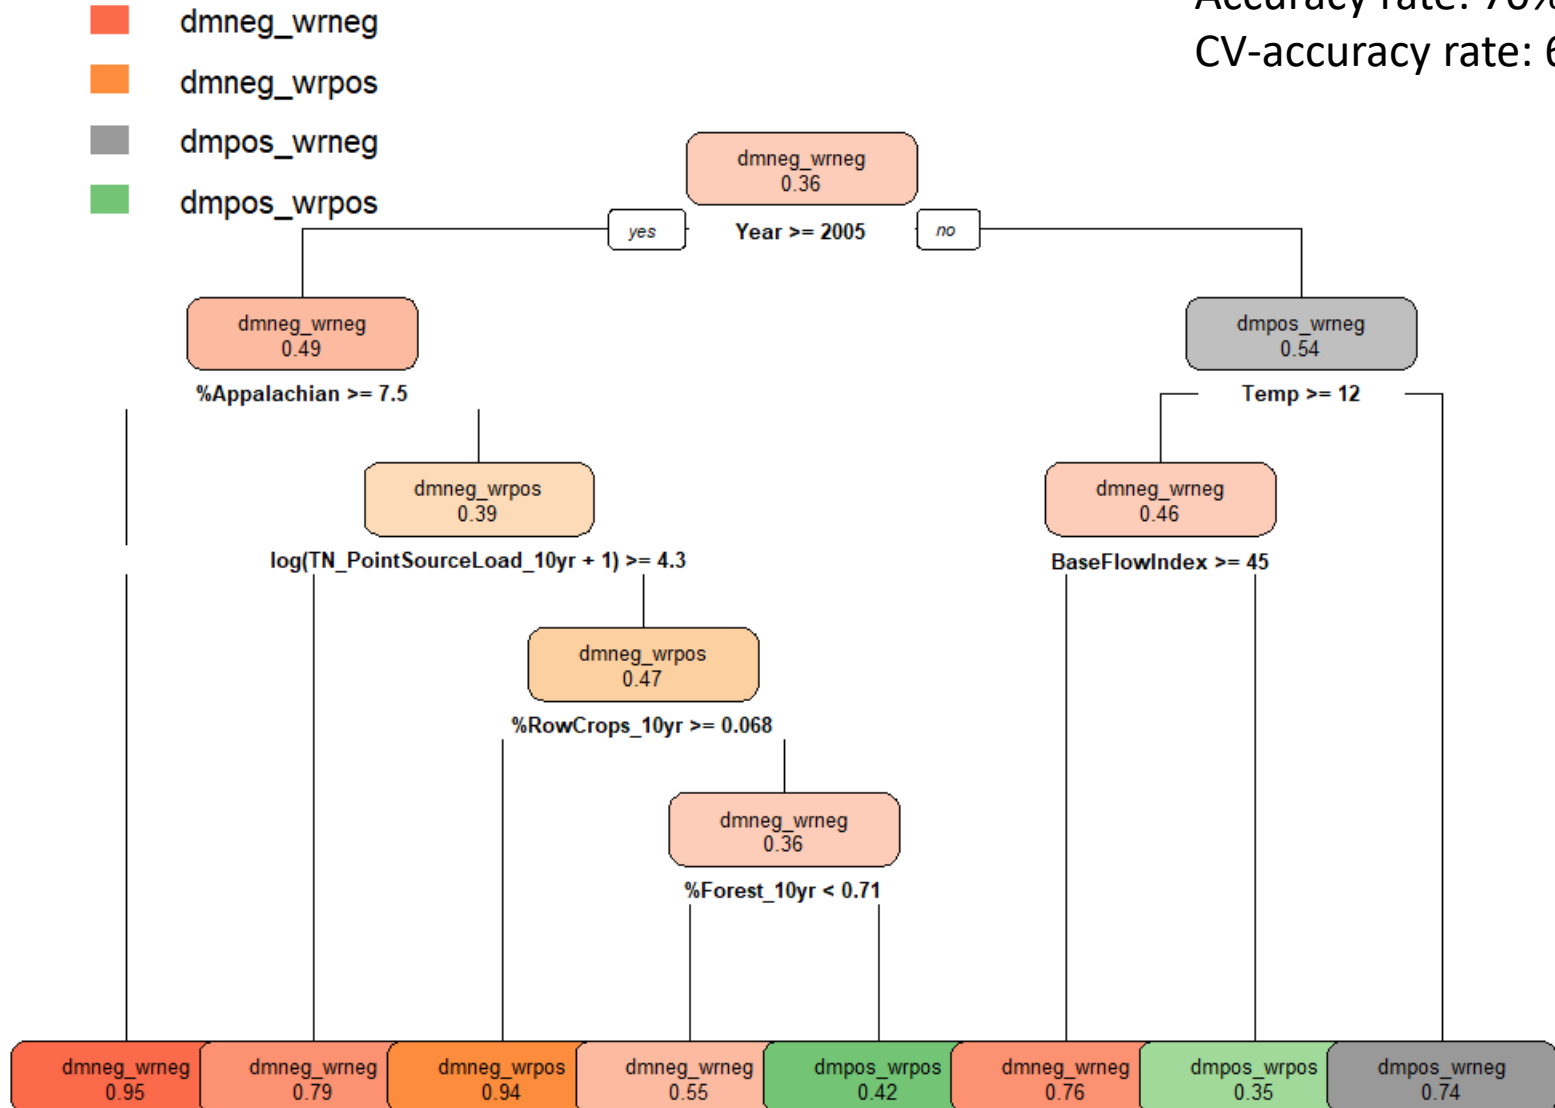 dmneg_wrneg
dmneg_wrpos
dmpos_wrneg
dmpos_wrpos
Accuracy rate: 76%
CV-accuracy rate:
dmneg_wrneg
0.36
yes
Year >= 2005
no
dmneg_wrneg
0.49
%Appalachian >= 7.5
dmpos_wrneg
0.54
Temp >= 12
dmneg_wrpos
0.39
log(TN_PointSourceLoad_10yr + 1) >= 4.3
dmneg_wrneg
0.46
BaseFlowIndex >= 45
dmneg_wrpos
0.47
%RowCrops_10yr >= 0.068
dmneg_wrneg
0.36
%Forest_10yr < 0.71
dmneg_wrneg
0.95
dmneg_wrneg
0.79
dmneg_wrpos
0.94
dmneg_wrneg
0.55
dmpos_wrpos
0.42
dmneg_wrneg
0.76
dmpos_wrpos
0.35
dmpos_wrneg
0.74